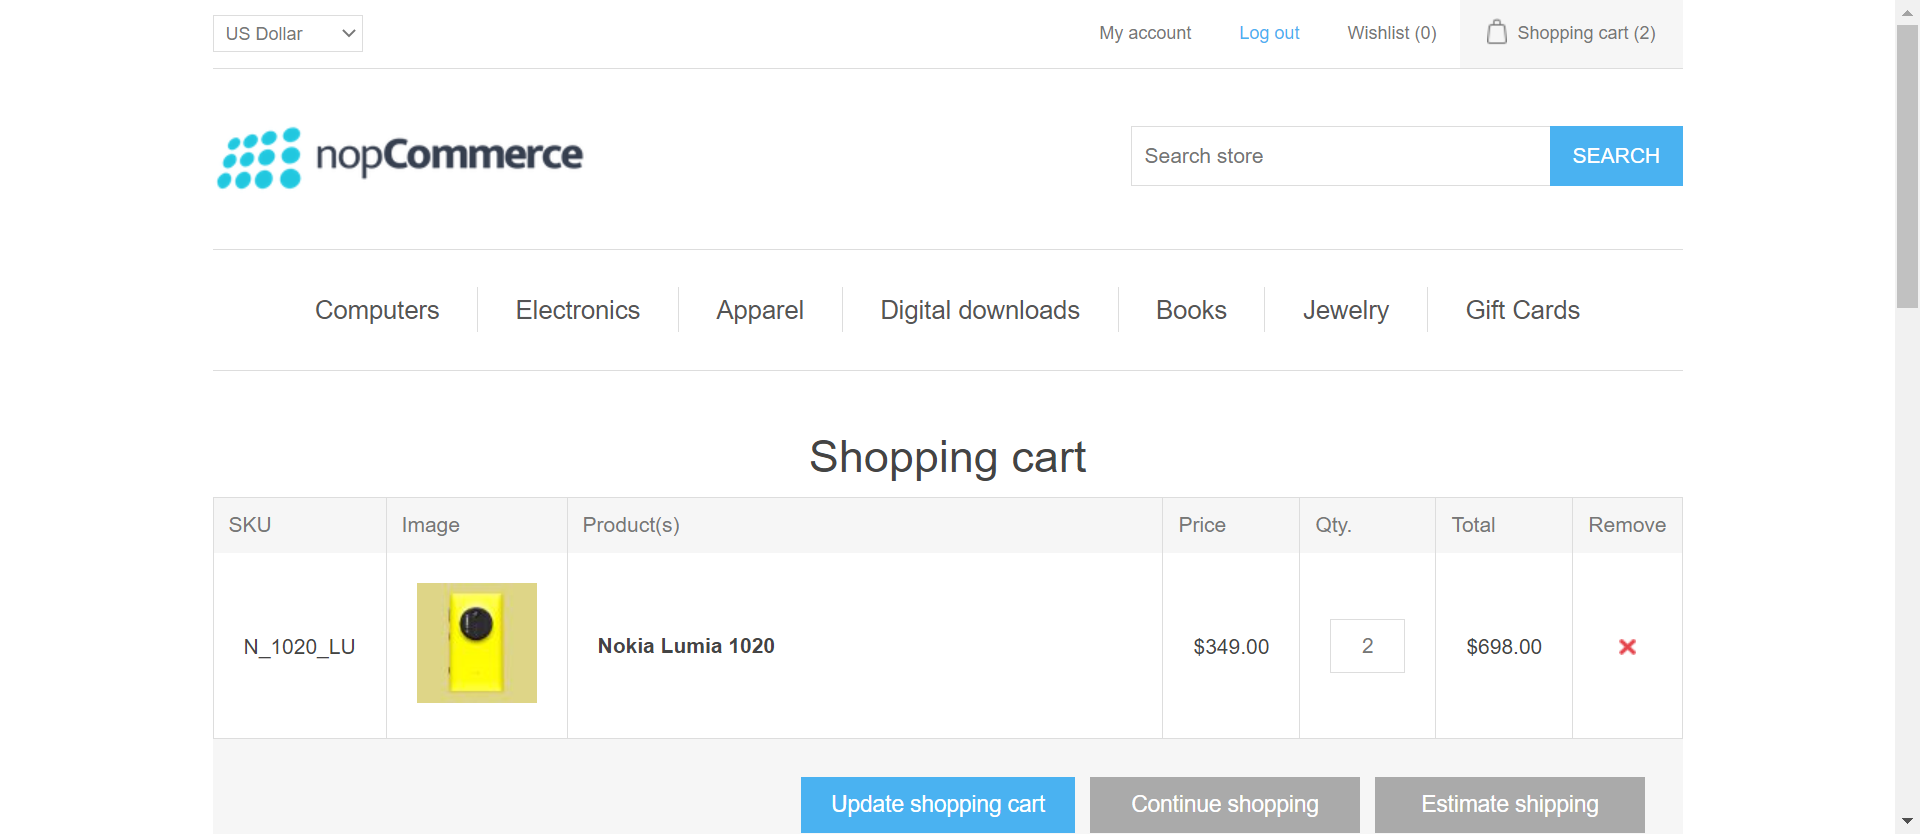 US Dollar
My account
Log out
Wishlist (0)
Shopping cart (2)
nopCommerce
Search store
SEARCH
Computers
Electronics
Apparel
Digital downloads
Books
Jewelry
Gift Cards
Shopping cart
SKU
Image
Product(s)
Price
Qty.
Total
Remove
N_1020_LU
Nokia Lumia 1020
$349.00
2
$698.00
Update shopping cart
Continue shopping
Estimate shipping